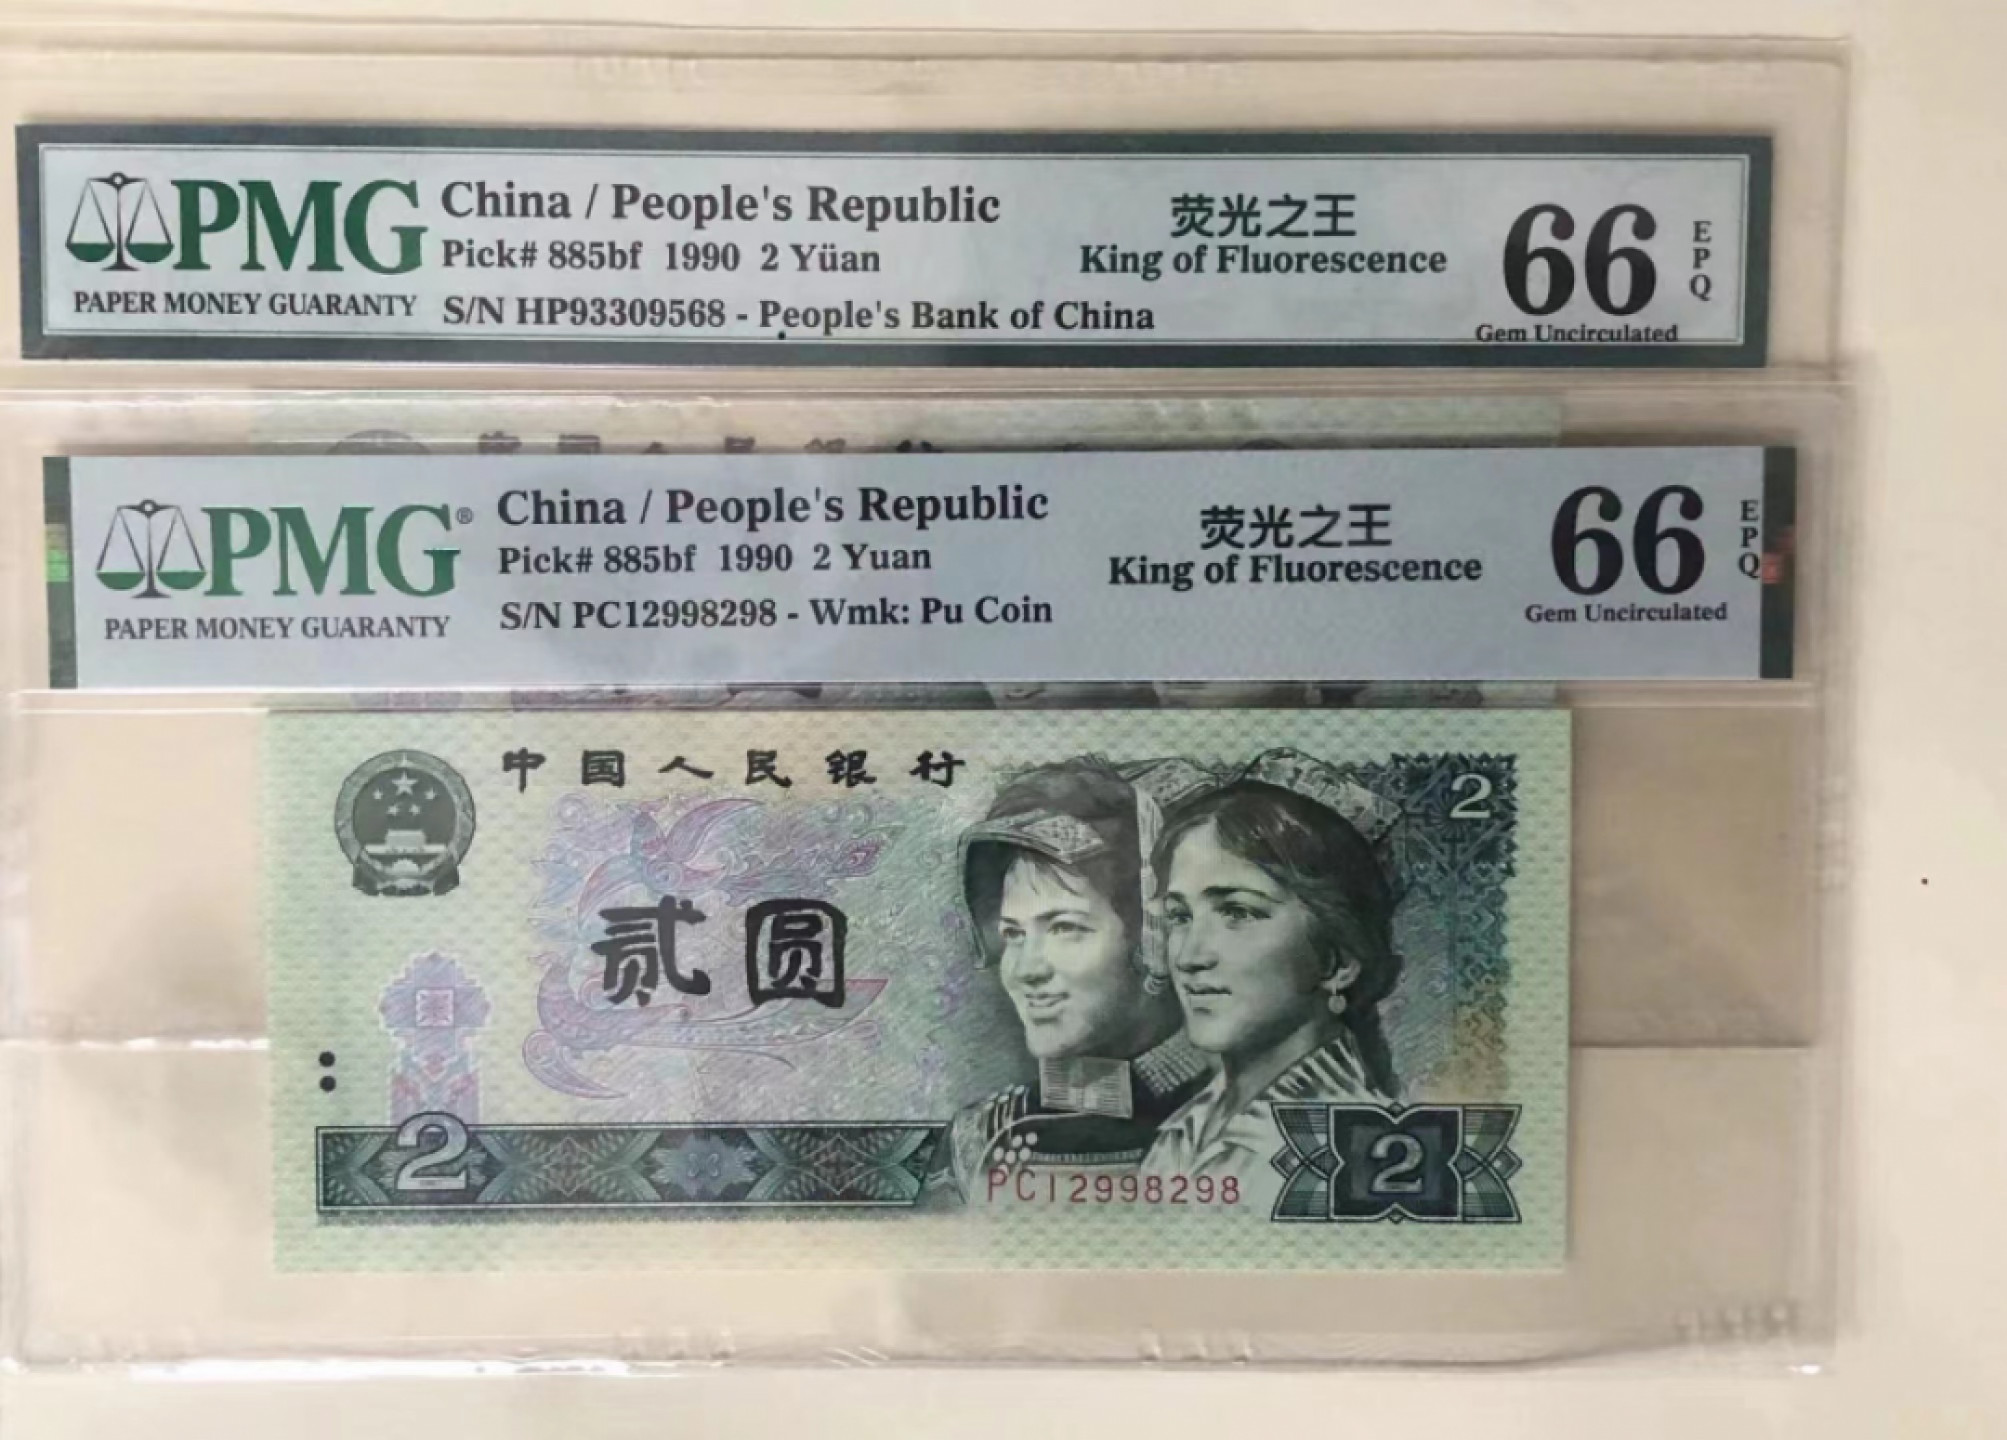 PMG
PAPER MONEY GUARANTY
China / People's Republic
Pick# 885bf 1990 2 Yüan
S/N HP93309568 - People's Bank of China
荧光之王
King of Fluorescence
66
EPQ
Gem Uncirculated
PMG®
PAPER MONEY GUARANTY
China / People's Republic
Pick# 885bf 1990 2 Yuan
S/N PC12998298 - Wmk: Pu Coin
荧光之王
King of Fluorescence
66
EPQ
Gem Uncirculated
中国人民银行
2
贰圆
2
PC12998298
2